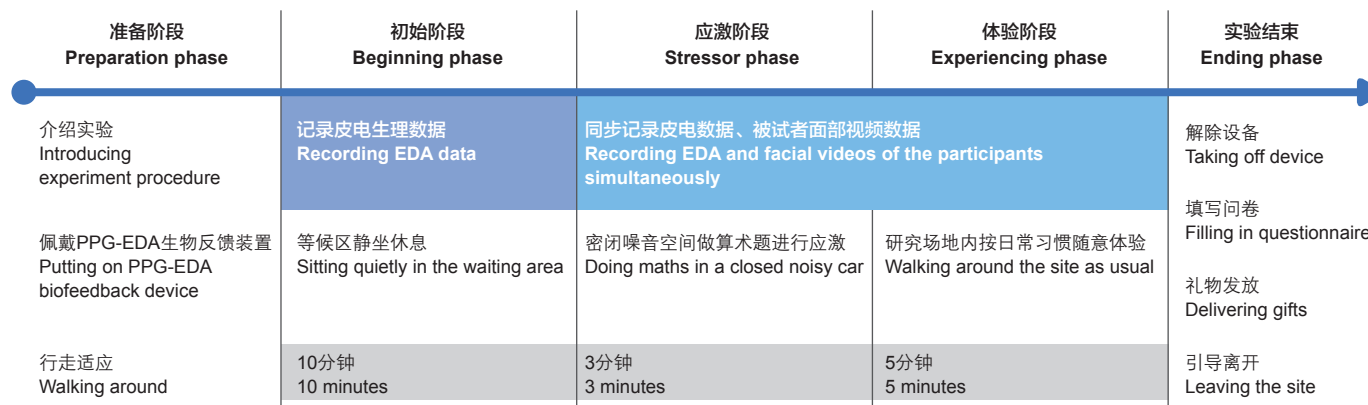 准备阶段
Preparation phase
初始阶段
Beginning phase
应激阶段
Stressor phase
体验阶段
Experiencing phase
实验结束
Ending phase
介绍实验
Introducing
experiment procedure
佩戴PPG-EDA生物反馈装置
Putting on PPG-EDA
biofeedback device
行走适应
Walking around
记录皮电生理数据
Recording EDA data
等候区静坐休息
Sitting quietly in the waiting area
10分钟
10 minutes
同步记录皮电数据、被试者面部视频数据
Recording EDA and facial videos of the participants
simultaneously
密闭噪音空间做算术题进行应激
Doing maths in a closed noisy car
3分钟
3 minutes
研究场地内按日常习惯随意体验
Walking around the site as usual
5分钟
5 minutes
解除设备
Taking off device
填写问卷
Filling in questionnaire
礼物发放
Delivering gifts
引导离开
Leaving the site